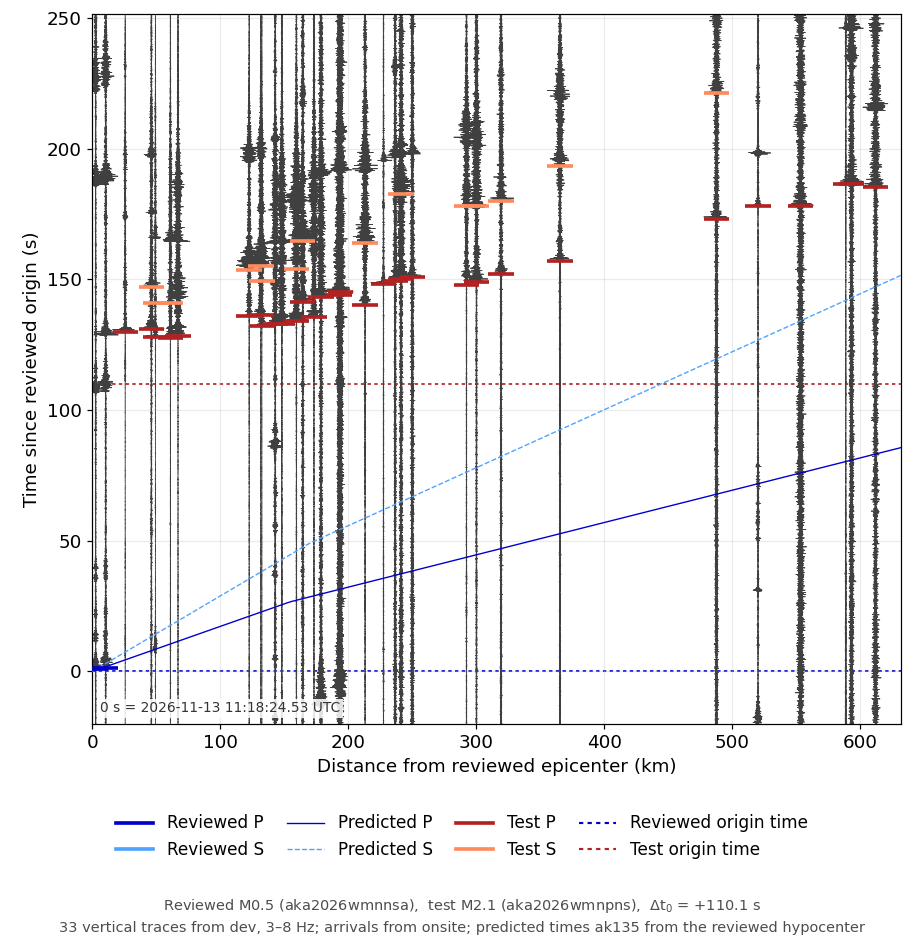 250
200
150
100
50
0
Time since reviewed origin (s)
0 s = 2026-11-13 11:18:24.53 UTC
0 100 200 300 400 500 600
Distance from reviewed epicenter (km)
Reviewed P Predicted P Test P Reviewed origin time
Reviewed S Predicted S Test S Test origin time
Reviewed M0.5 (aka2026wmnnsa), test M2.1 (aka2026wmnpns), Δt₀ = +110.1 s
33 vertical traces from dev, 3–8 Hz; arrivals from onsite; predicted times ak135 from the reviewed hypocenter